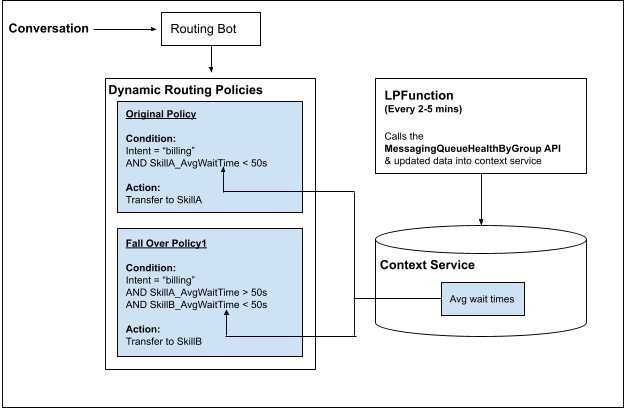 Conversation
Routing Bot
Dynamic Routing Policies
Original Policy
Condition:
Intent = “billing”
AND SkillA_AvgWaitTime < 50s
Action:
Transfer to SkillA
Fall Over Policy1
Condition:
Intent = “billing”
AND SkillA_AvgWaitTime > 50s
AND SkillB_AvgWaitTime < 50s
Action:
Transfer to SkillB
LPFunction
(Every 2-5 mins)
Calls the
MessagingQueueHealthByGroup API
& updated data into context service
Context Service
Avg wait times